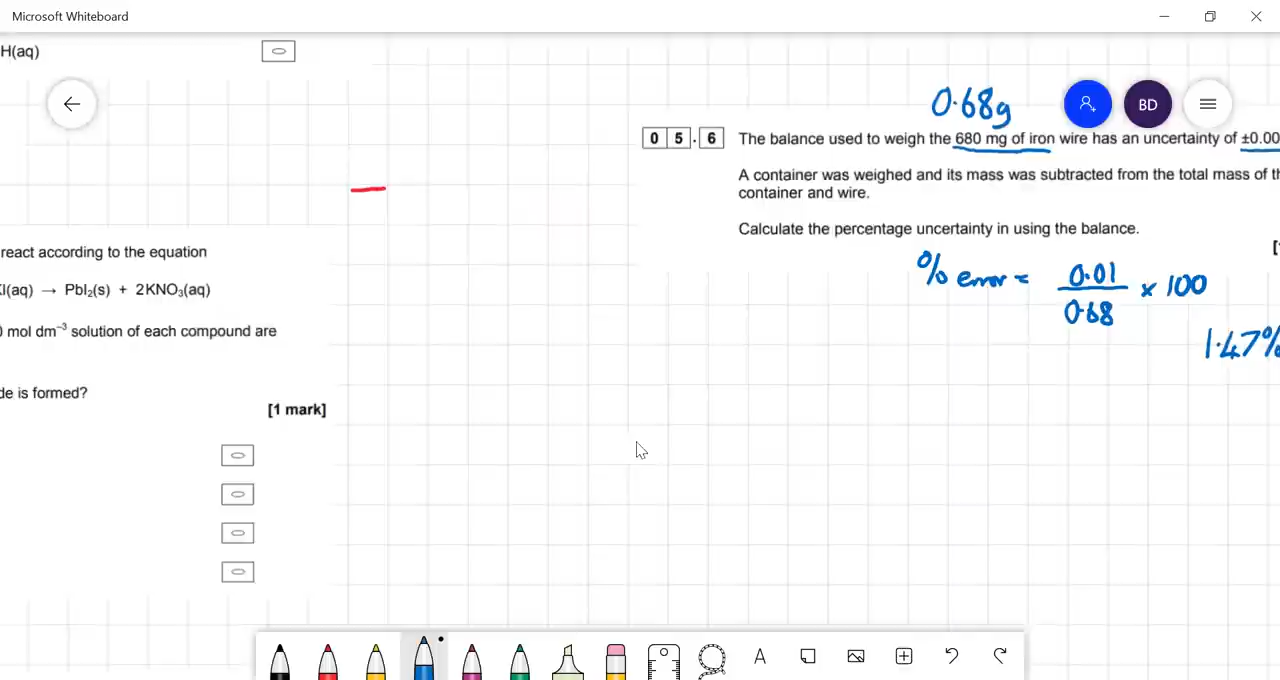 Microsoft Whiteboard
H(aq)
0.68g
BD
0 5 . 6 The balance used to weigh the 680 mg of iron wire has an uncertainty of ±0.00
A container was weighed and its mass was subtracted from the total mass of th
container and wire.
Calculate the percentage uncertainty in using the balance.
[
% error = 0.01 / 0.68 × 100
1.47%
react according to the equation
I(aq) → PbI₂(s) + 2KNO₃(aq)
0 mol dm⁻³ solution of each compound are
de is formed?
[1 mark]
A